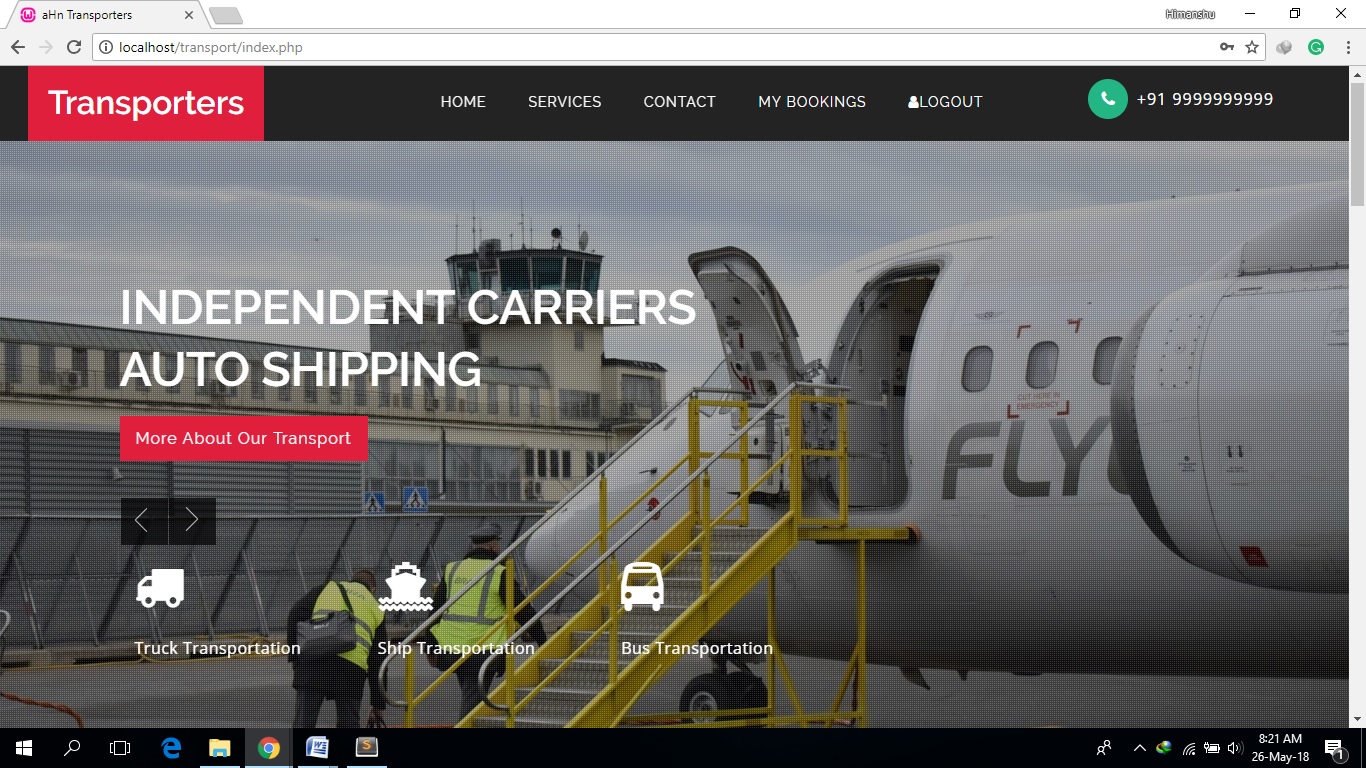 aHn Transporters
Himanshu
localhost/transport/index.php
Transporters
HOME SERVICES CONTACT MY BOOKINGS LOGOUT
+91 9999999999
INDEPENDENT CARRIERS
AUTO SHIPPING
More About Our Transport
CUT HERE IN
EMERGENCY
FLY
Truck Transportation Ship Transportation Bus Transportation
8:21 AM
26-May-18
1